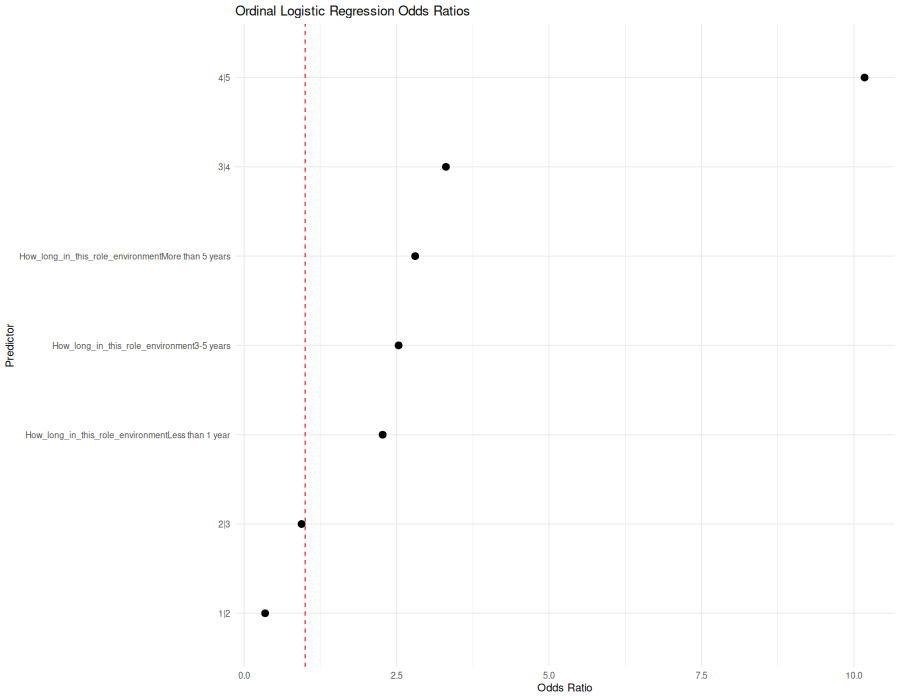 Ordinal Logistic Regression Odds Ratios
4|5
3|4
How_long_in_this_role_environmentMore than 5 years
How_long_in_this_role_environment3-5 years
How_long_in_this_role_environmentLess than 1 year
2|3
1|2
Predictor
0.0 2.5 5.0 7.5 10.0
Odds Ratio